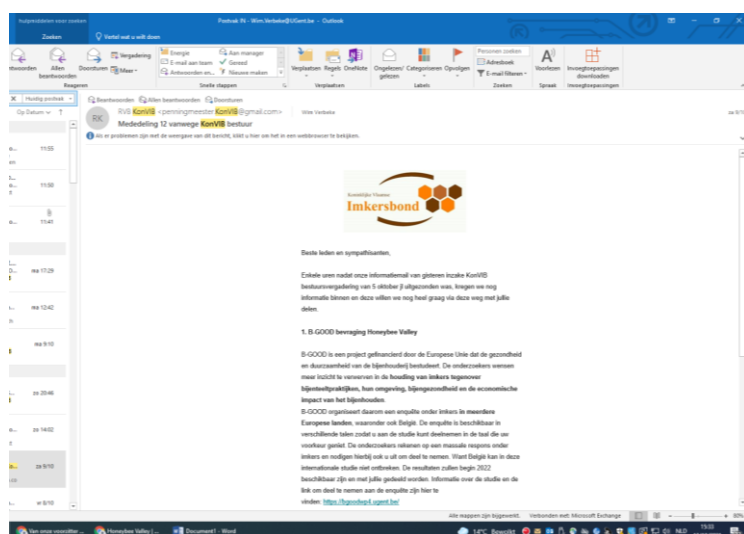 hulpmiddelen voor zoeken
Postvak IN - Wim.Verbeke@UGent.be - Outlook
Zoeken
Vertel wat u wilt doen
Allen beantwoorden
Doorsturen
Vergadering
Meer
Reageren
Energie
E-mail aan team
Antwoorden en...
Aan manager
Gereed
Nieuwe maken
Snelle stappen
Verplaatsen
Regels
OneNote
Verplaatsen
Ongelezen/ gelezen
Categoriseren
Opvolgen
Labels
Personen zoeken
Adresboek
E-mail filteren
Zoeken
Voorlezen
Spraak
Invoegtoepassingen downloaden
Invoegtoepassingen
Huidig postvak
Op Datum
11:55
11:50
11:41
ma 17:29
ma 12:42
ma 9:10
zo 20:46
zo 14:02
za 9/10
vr 8/10
Beantwoorden Allen beantwoorden Doorsturen
RK
RVB KonVIB <penningmeester.KonVIB@gmail.com>
Wim Verbeke
Mededeling 12 vanwege KonVIB bestuur
Als er problemen zijn met de weergave van dit bericht, klikt u hier om het in een webbrowser te bekijken.
Koninklijke Vlaamse
Imkersbond
Beste leden en sympathisanten,
Enkele uren nadat onze informatiemail van gisteren inzake KonVIB
bestuursvergadering van 5 oktober jl uitgezonden was, kregen we nog
informatie binnen en deze willen we nog heel graag via deze weg met jullie
delen.
1. B-GOOD bevraging Honeybee Valley
B-GOOD is een project gefinancierd door de Europese Unie dat de gezondheid
en duurzaamheid van de bijenhouderij bestudeert. De onderzoekers wensen
meer inzicht te verwerven in de houding van imkers tegenover
bijenteeltpraktijken, hun omgeving, bijengezondheid en de economische
impact van het bijenhouden.
B-GOOD organiseert daarom een enquête onder imkers in meerdere
Europese landen, waaronder ook België. De enquête is beschikbaar in
verschillende talen zodat u aan de studie kunt deelnemen in de taal die uw
voorkeur geniet. De onderzoekers rekenen op een massale respons onder
imkers en nodigen hierbij ook u uit om deel te nemen. Want België kan in deze
internationale studie niet ontbreken. De resultaten zullen begin 2022
beschikbaar zijn en met jullie gedeeld worden. Informatie over de studie en de
link om deel te nemen aan de enquête zijn hier te
vinden: https://bgoodwp4.ugent.be/
Alle mappen zijn bijgewerkt.
Verbonden met: Microsoft Exchange
90%
Van onze voorzitter ...
Honeybee Valley | ...
Document1 - Word
14°C Bewolkt
NLD
15:03